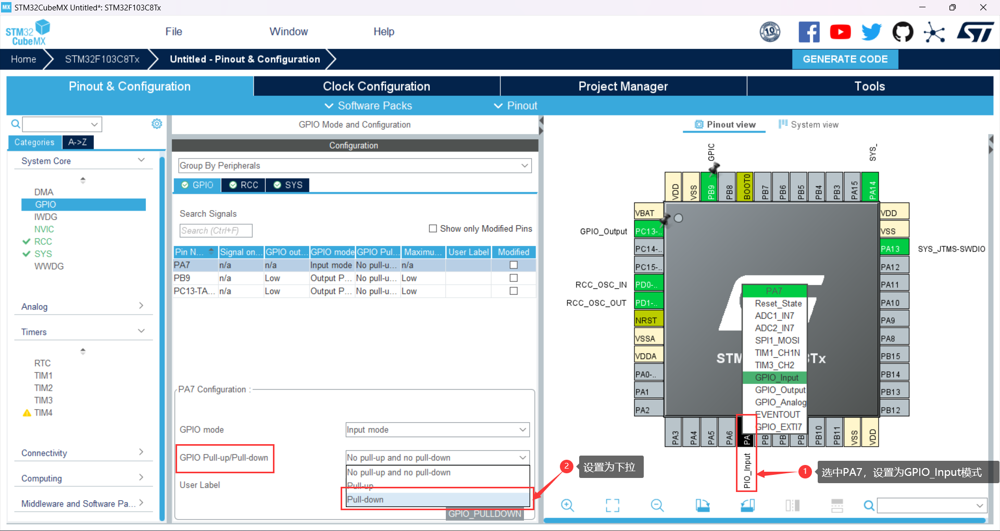 MX STM32CubeMX Untitled*: STM32F103C8Tx
STM32
CubeMX
File
Window
Help
10
Home
STM32F103C8Tx
Untitled - Pinout & Configuration
GENERATE CODE
Pinout & Configuration
Clock Configuration
Project Manager
Tools
Software Packs
Pinout
Categories
A->Z
System Core
DMA
GPIO
IWDG
NVIC
RCC
SYS
WWDG
Analog
Timers
RTC
TIM1
TIM2
TIM3
TIM4
Connectivity
Computing
Middleware and Software Pa...
GPIO Mode and Configuration
Configuration
Group By Peripherals
GPIO
RCC
SYS
Search Signals
Search (Ctrl+F)
Show only Modified Pins
Pin N... Signal on... GPIO out... GPIO mode GPIO Pul... Maximu... User Label Modified
PA7 n/a n/a Input mode No pull-u... n/a
PB9 n/a Low Output P... No pull-u... Low
PC13-TA... n/a Low Output P... No pull-u... Low
PA7 Configuration :
GPIO mode
Input mode
GPIO Pull-up/Pull-down
No pull-up and no pull-down
No pull-up and no pull-down
Pull-up
Pull-down
User Label
GPIO_PULLDOWN
2 设置为下拉
Pinout view
System view
GPIC
SYS_
VDD
VSS
PB9
PB8
BOOT0
PB7
PB6
PB5
PB4
PB3
PA15
PA14
VBAT
GPIO_Output PC13-..
PC14-..
PC15-..
RCC_OSC_IN PD0-..
RCC_OSC_OUT PD1-..
NRST
VSSA
VDDA
PA0-..
PA1
PA2
VDD
VSS
PA13 SYS_JTMS-SWDIO
PA12
PA11
PA10
PA9
PA8
PB15
PB14
PB13
PB12
STM
8Tx
PA7
Reset_State
ADC1_IN7
ADC2_IN7
SPI1_MOSI
TIM1_CH1N
TIM3_CH2
GPIO_Input
GPIO_Output
GPIO_Analog
EVENTOUT
GPIO_EXTI7
PA3
PA4
PA5
PA6
PA
PB
PB
PB
PB10
PB11
VSS
VDD
PIO_Input
1 选中PA7，设置为GPIO_Input模式